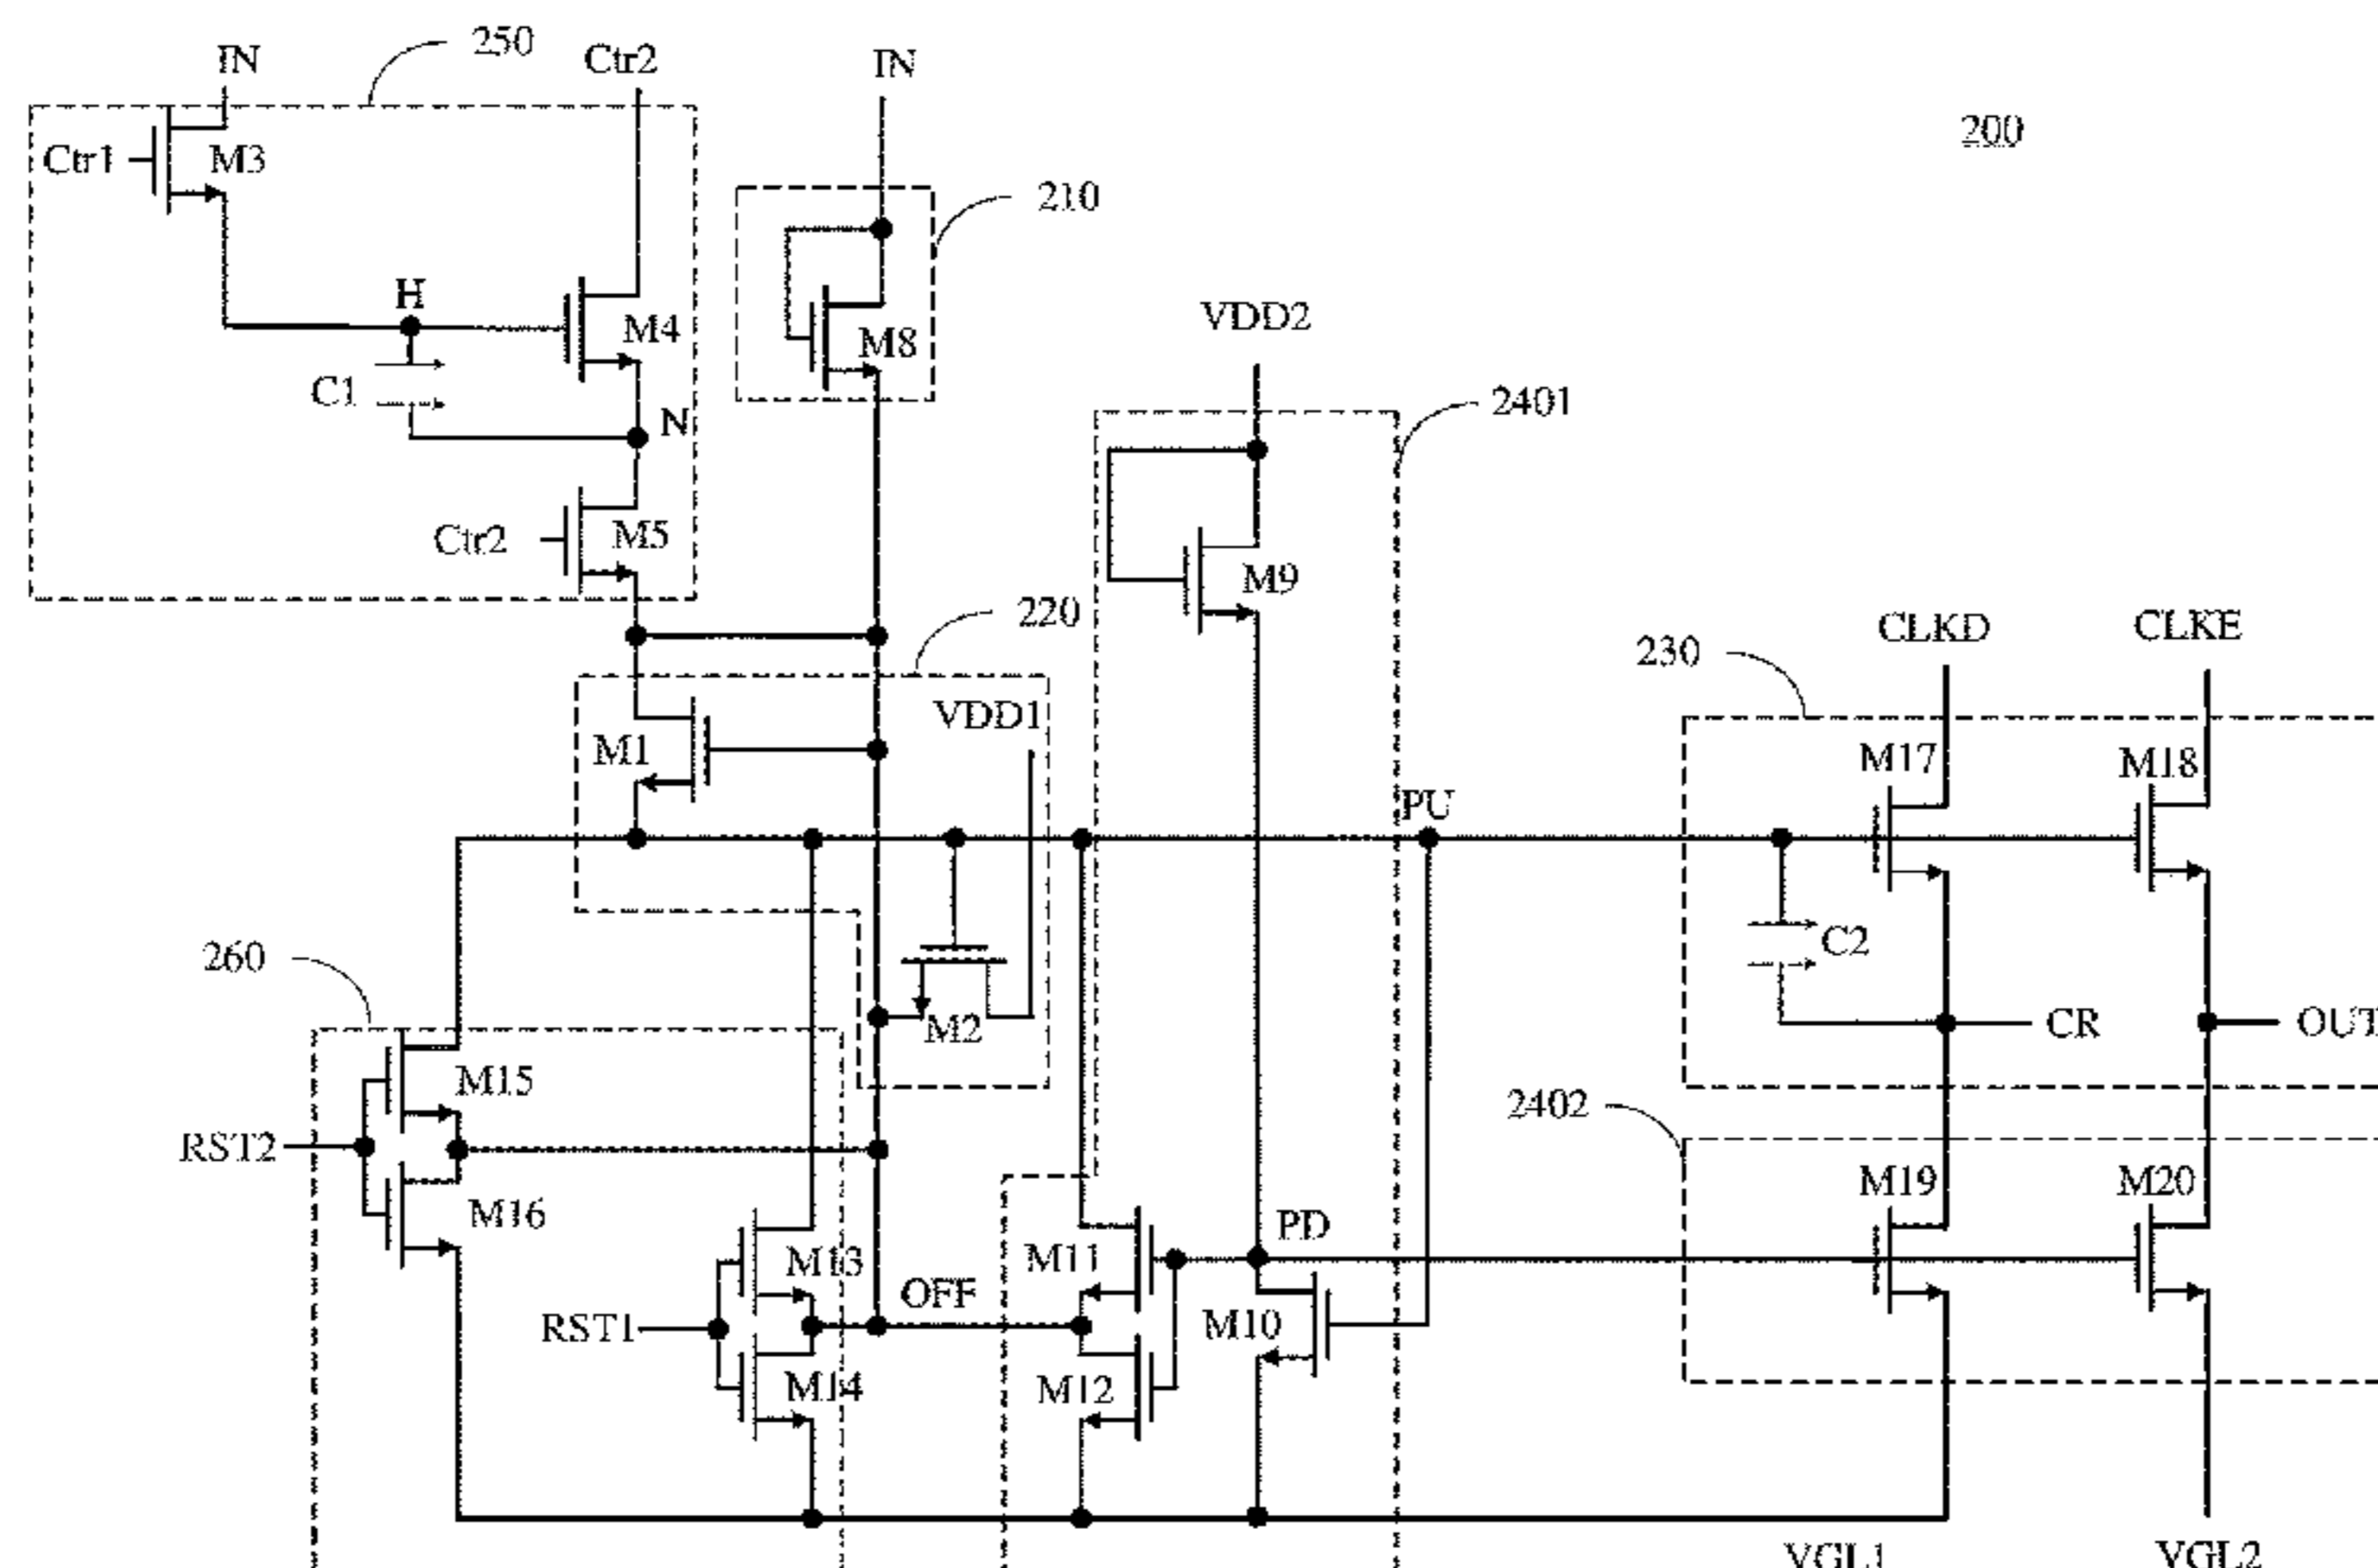 250
IN
Ctr2
IN
200
Ctr1
M3
210
H
M4
M8
VDD2
C1
2401
N
Ctr2
M5
M9
220
CLKD
CLKE
230
VDD1
M1
M17
M18
PU
260
C2
M2
CR
OUT
M15
2402
RST2
M19
M20
M16
PD
M13
M11
OFF
RST1
M10
M14
M12
VGL1
VGL2